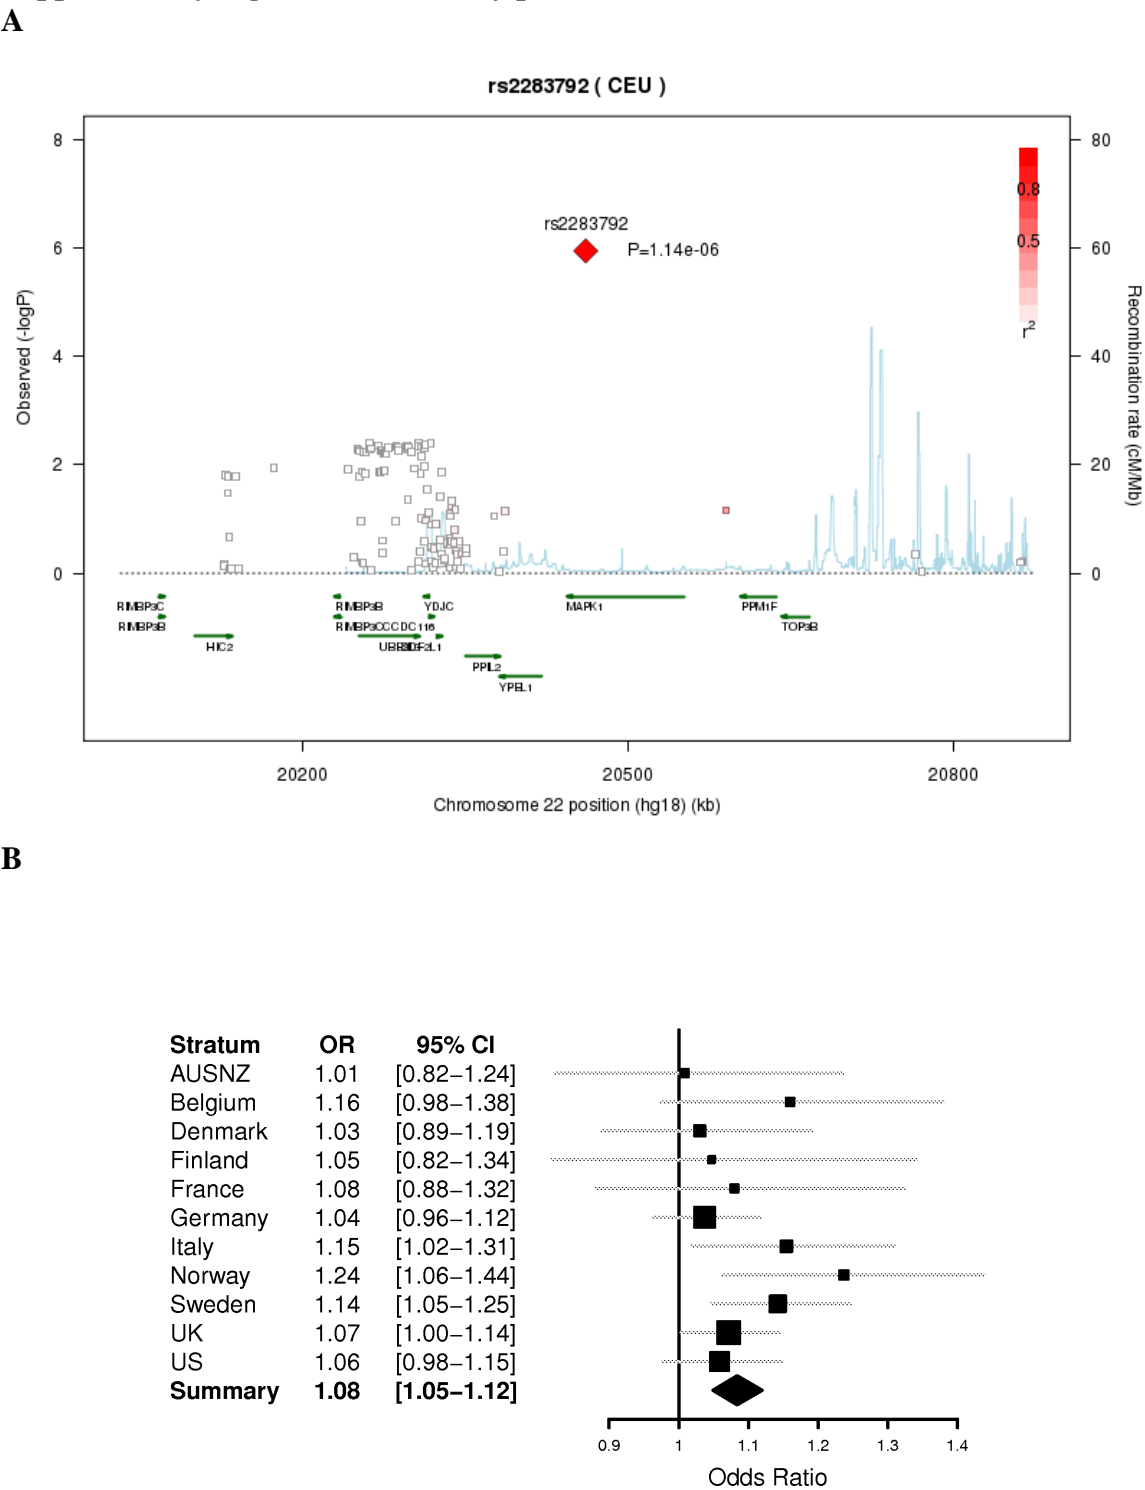 A
rs2283792 ( CEU )
8
6
4
2
0
80
60
40
20
0
Observed (-logP)
Recombination rate (cM/Mb)
0.8
0.5
r²
rs2283792
P=1.14e-06
RIMBP3C
RIMBP3B
YDJC
MAPK1
PPM1F
RIMBP3B
RIMBP3CCCDC116
TOP3B
HIC2
PPIL2
YPEL1
20200
20500
20800
Chromosome 22 position (hg18) (kb)
B
Stratum OR 95% CI
AUSNZ 1.01 [0.82–1.24]
Belgium 1.16 [0.98–1.38]
Denmark 1.03 [0.89–1.19]
Finland 1.05 [0.82–1.34]
France 1.08 [0.88–1.32]
Germany 1.04 [0.96–1.12]
Italy 1.15 [1.02–1.31]
Norway 1.24 [1.06–1.44]
Sweden 1.14 [1.05–1.25]
UK 1.07 [1.00–1.14]
US 1.06 [0.98–1.15]
Summary 1.08 [1.05–1.12]
0.9 1 1.1 1.2 1.3 1.4
Odds Ratio